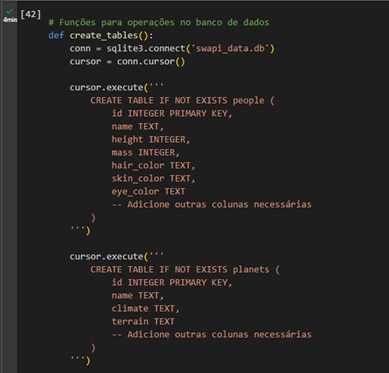 [42]
4min
# Funções para operações no banco de dados
def create_tables():
    conn = sqlite3.connect('swapi_data.db')
    cursor = conn.cursor()

    cursor.execute('''
        CREATE TABLE IF NOT EXISTS people (
            id INTEGER PRIMARY KEY,
            name TEXT,
            height INTEGER,
            mass INTEGER,
            hair_color TEXT,
            skin_color TEXT,
            eye_color TEXT
            -- Adicione outras colunas necessárias
        )
    ''')

    cursor.execute('''
        CREATE TABLE IF NOT EXISTS planets (
            id INTEGER PRIMARY KEY,
            name TEXT,
            climate TEXT,
            terrain TEXT
            -- Adicione outras colunas necessárias
        )
    ''')